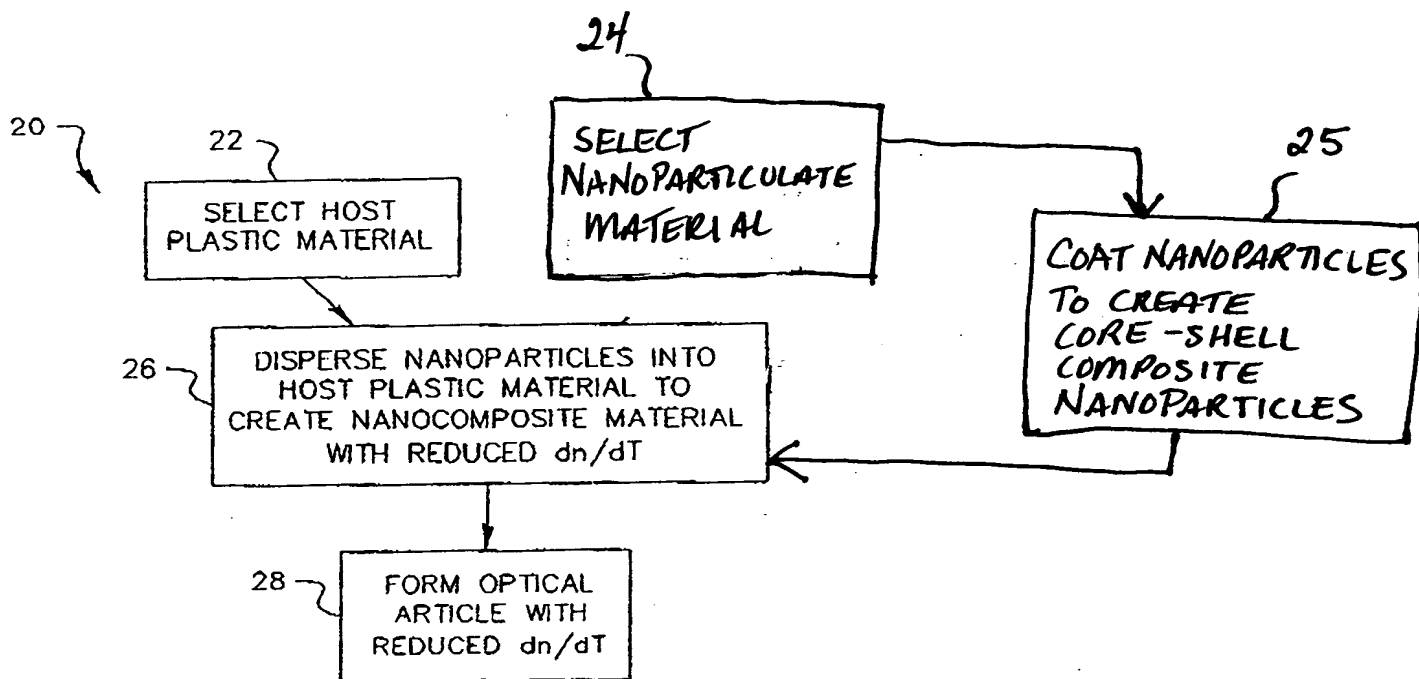 24
20
22
SELECT HOST
PLASTIC MATERIAL
SELECT
NANOPARTICULATE
MATERIAL
25
COAT NANOPARTICLES
TO CREATE
CORE-SHELL
COMPOSITE
NANOPARTICLES
26
DISPERSE NANOPARTICLES INTO
HOST PLASTIC MATERIAL TO
CREATE NANOCOMPOSITE MATERIAL
WITH REDUCED dn/dT
28
FORM OPTICAL
ARTICLE WITH
REDUCED dn/dT